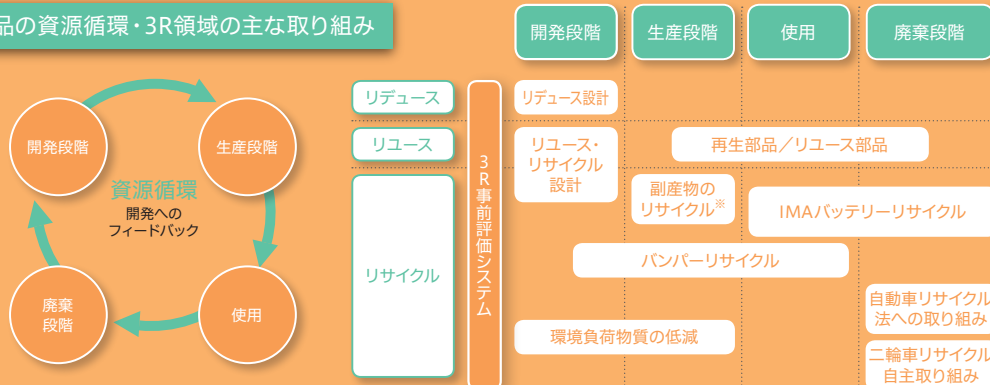 品の資源循環・3R領域の主な取り組み
開発段階
生産段階
使用
廃棄段階
開発段階
生産段階
資源循環
開発への
フィードバック
廃棄
段階
使用
リデュース
リユース
リサイクル
3R事前評価システム
リデュース設計
リユース・
リサイクル
設計
再生部品／リユース部品
副産物の
リサイクル※
IMAバッテリーリサイクル
バンパーリサイクル
環境負荷物質の低減
自動車リサイクル
法への取り組み
二輪車リサイクル
自主取り組み